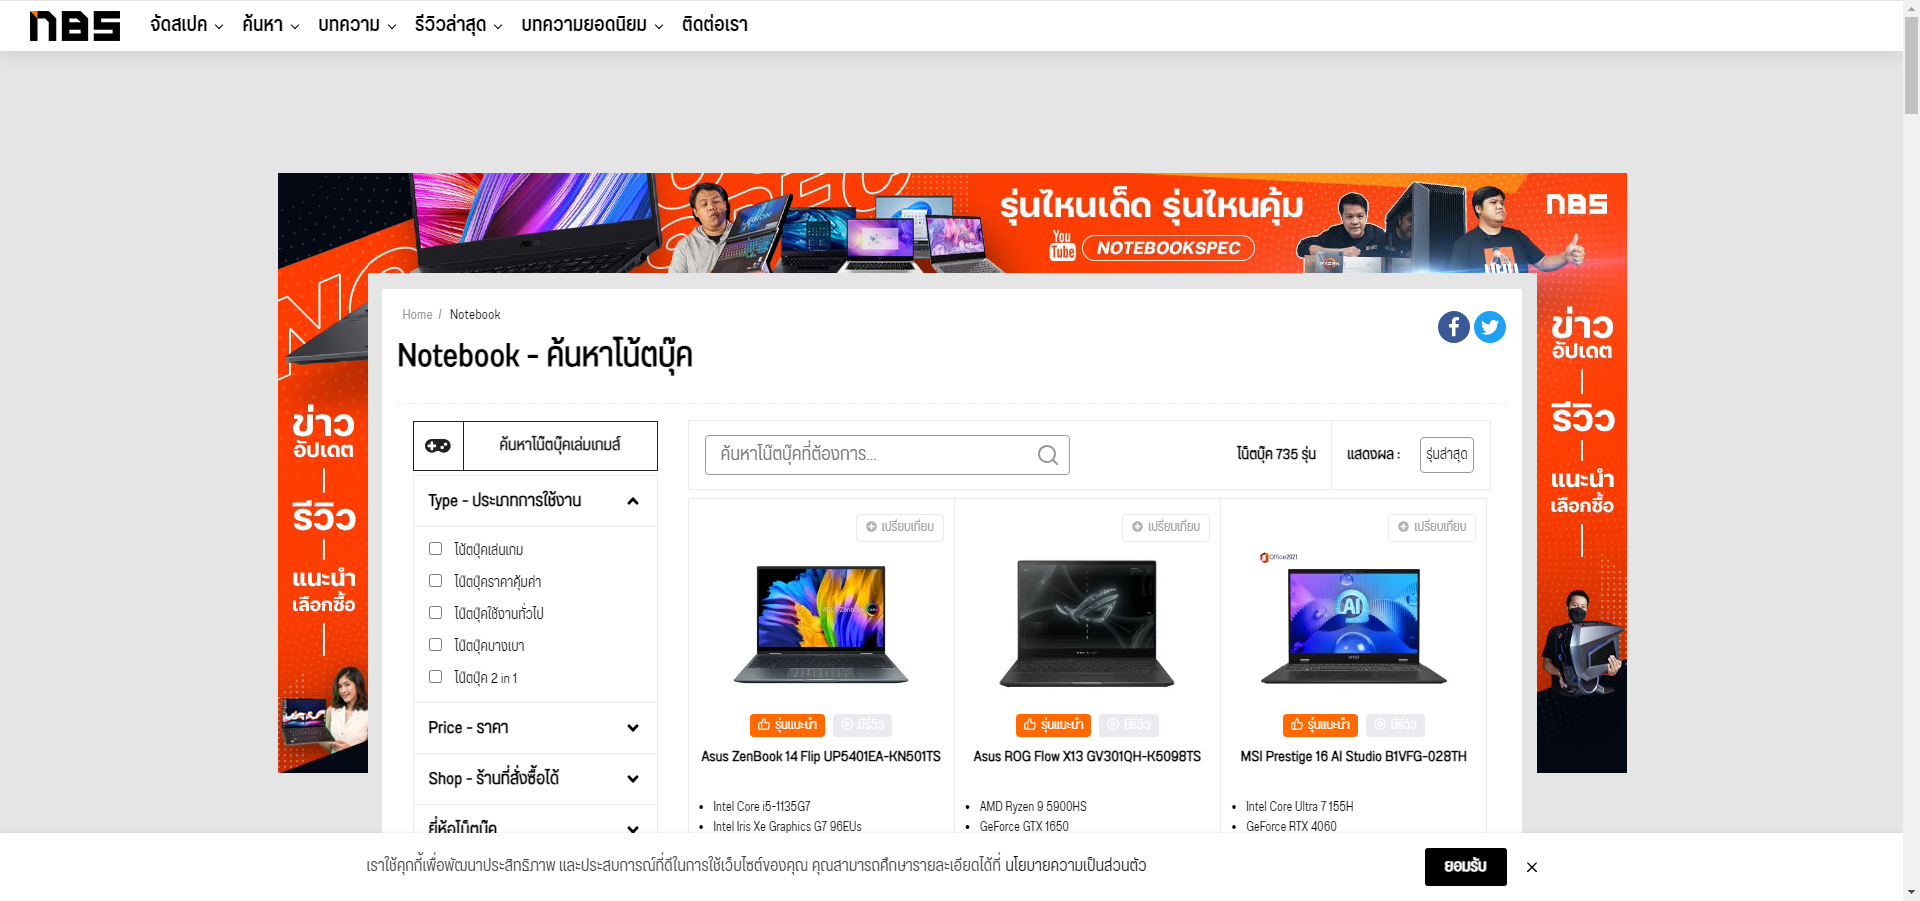 NBS
จัดสเปค ค้นหา บทความ รีวิวล่าสุด บทความยอดนิยม ติดต่อเรา
รุ่นไหนเด็ด รุ่นไหนคุ้ม
You Tube NOTEBOOKSPEC
NBS
ข่าว
อัปเดต
รีวิว
แนะนำ
เลือกซื้อ
ข่าว
อัปเดต
รีวิว
แนะนำ
เลือกซื้อ
Home / Notebook
Notebook - ค้นหาโน้ตบุ๊ค
ค้นหาโน๊ตบุ๊คเล่มเกมส์
ค้นหาโน๊ตบุ๊คที่ต้องการ...
โน็ตบุ๊ค 735 รุ่น
แสดงผล :
รุ่นล่าสุด
Type - ประเภทการใช้งาน
โน้ตบุ๊คเล่นเกม
โน๊ตบุ๊คราคาคุ้มค่า
โน๊ตบุ๊คใช้งานทั่วไป
โน๊ตบุ๊คบางเบา
โน๊ตบุ๊ค 2 in 1
Price - ราคา
Shop - ร้านที่สั่งซื้อได้
ยี่ห้อโน็ตบุ๊ค
เปรียบเทียบ
รุ่นแนะนำ มีรีวิว
Asus ZenBook 14 Flip UP5401EA-KN501TS
Intel Core i5-1135G7
Intel Iris Xe Graphics G7 96EUs
เปรียบเทียบ
รุ่นแนะนำ มีรีวิว
Asus ROG Flow X13 GV301QH-K5098TS
AMD Ryzen 9 5900HS
GeForce GTX 1650
เปรียบเทียบ
Office2021
AI
รุ่นแนะนำ มีรีวิว
MSI Prestige 16 AI Studio B1VFG-028TH
Intel Core Ultra 7 155H
GeForce RTX 4060
เราใช้คุกกี้เพื่อพัฒนาประสิทธิภาพ และประสบการณ์ที่ดีในการใช้เว็บไซต์ของคุณ คุณสามารถศึกษารายละเอียดได้ที่ นโยบายความเป็นส่วนตัว
ยอมรับ